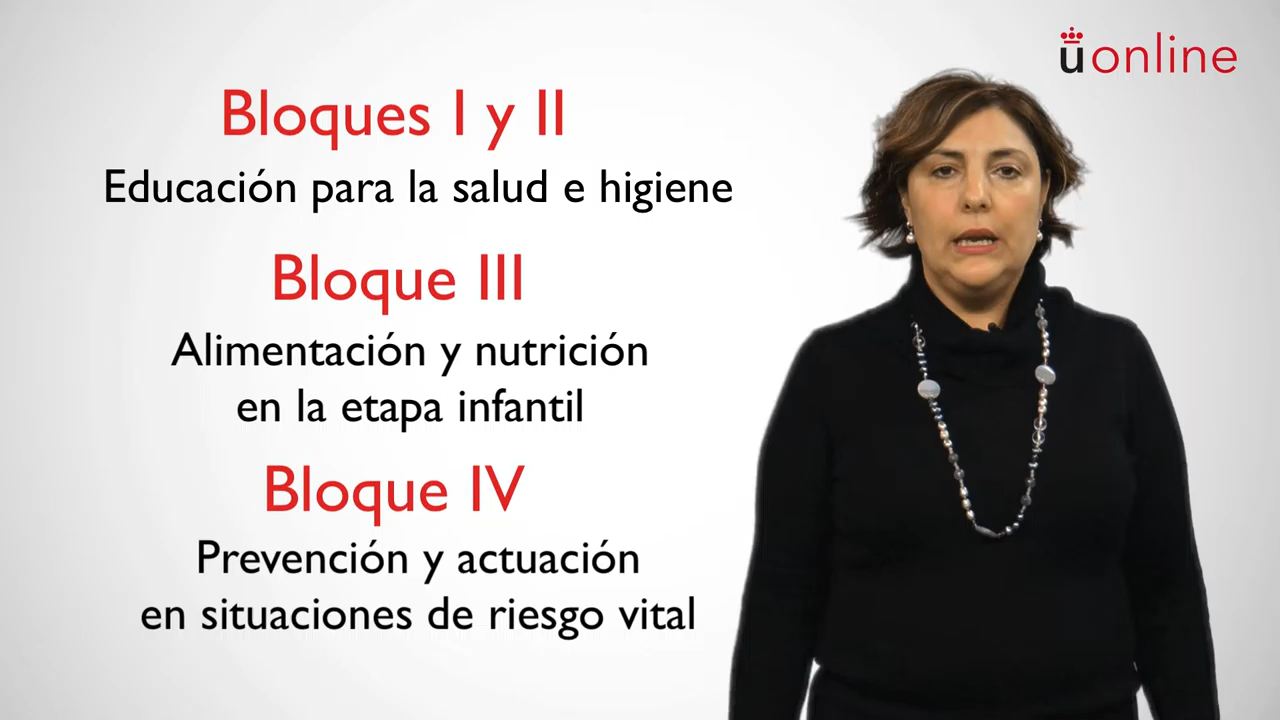 üonline
Bloques I y II
Educación para la salud e higiene
Bloque III
Alimentación y nutrición
en la etapa infantil
Bloque IV
Prevención y actuación
en situaciones de riesgo vital